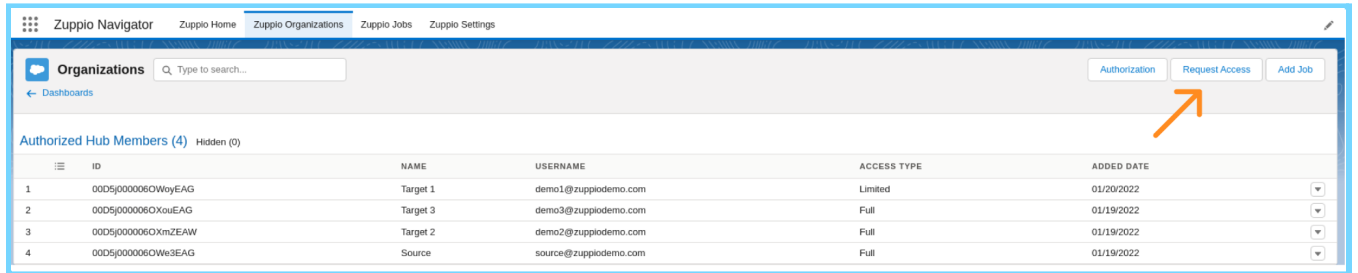 Zuppio Navigator Zuppio Home Zuppio Organizations Zuppio Jobs Zuppio Settings
Organizations Type to search... Authorization Request Access Add Job
Dashboards
Authorized Hub Members (4) Hidden (0)
ID NAME USERNAME ACCESS TYPE ADDED DATE
1 00D5j000006OWoyEAG Target 1 demo1@zuppiodemo.com Limited 01/20/2022
2 00D5j000006OXouEAG Target 3 demo3@zuppiodemo.com Full 01/19/2022
3 00D5j000006OXmZEAW Target 2 demo2@zuppiodemo.com Full 01/19/2022
4 00D5j000006OWe3EAG Source source@zuppiodemo.com Full 01/19/2022